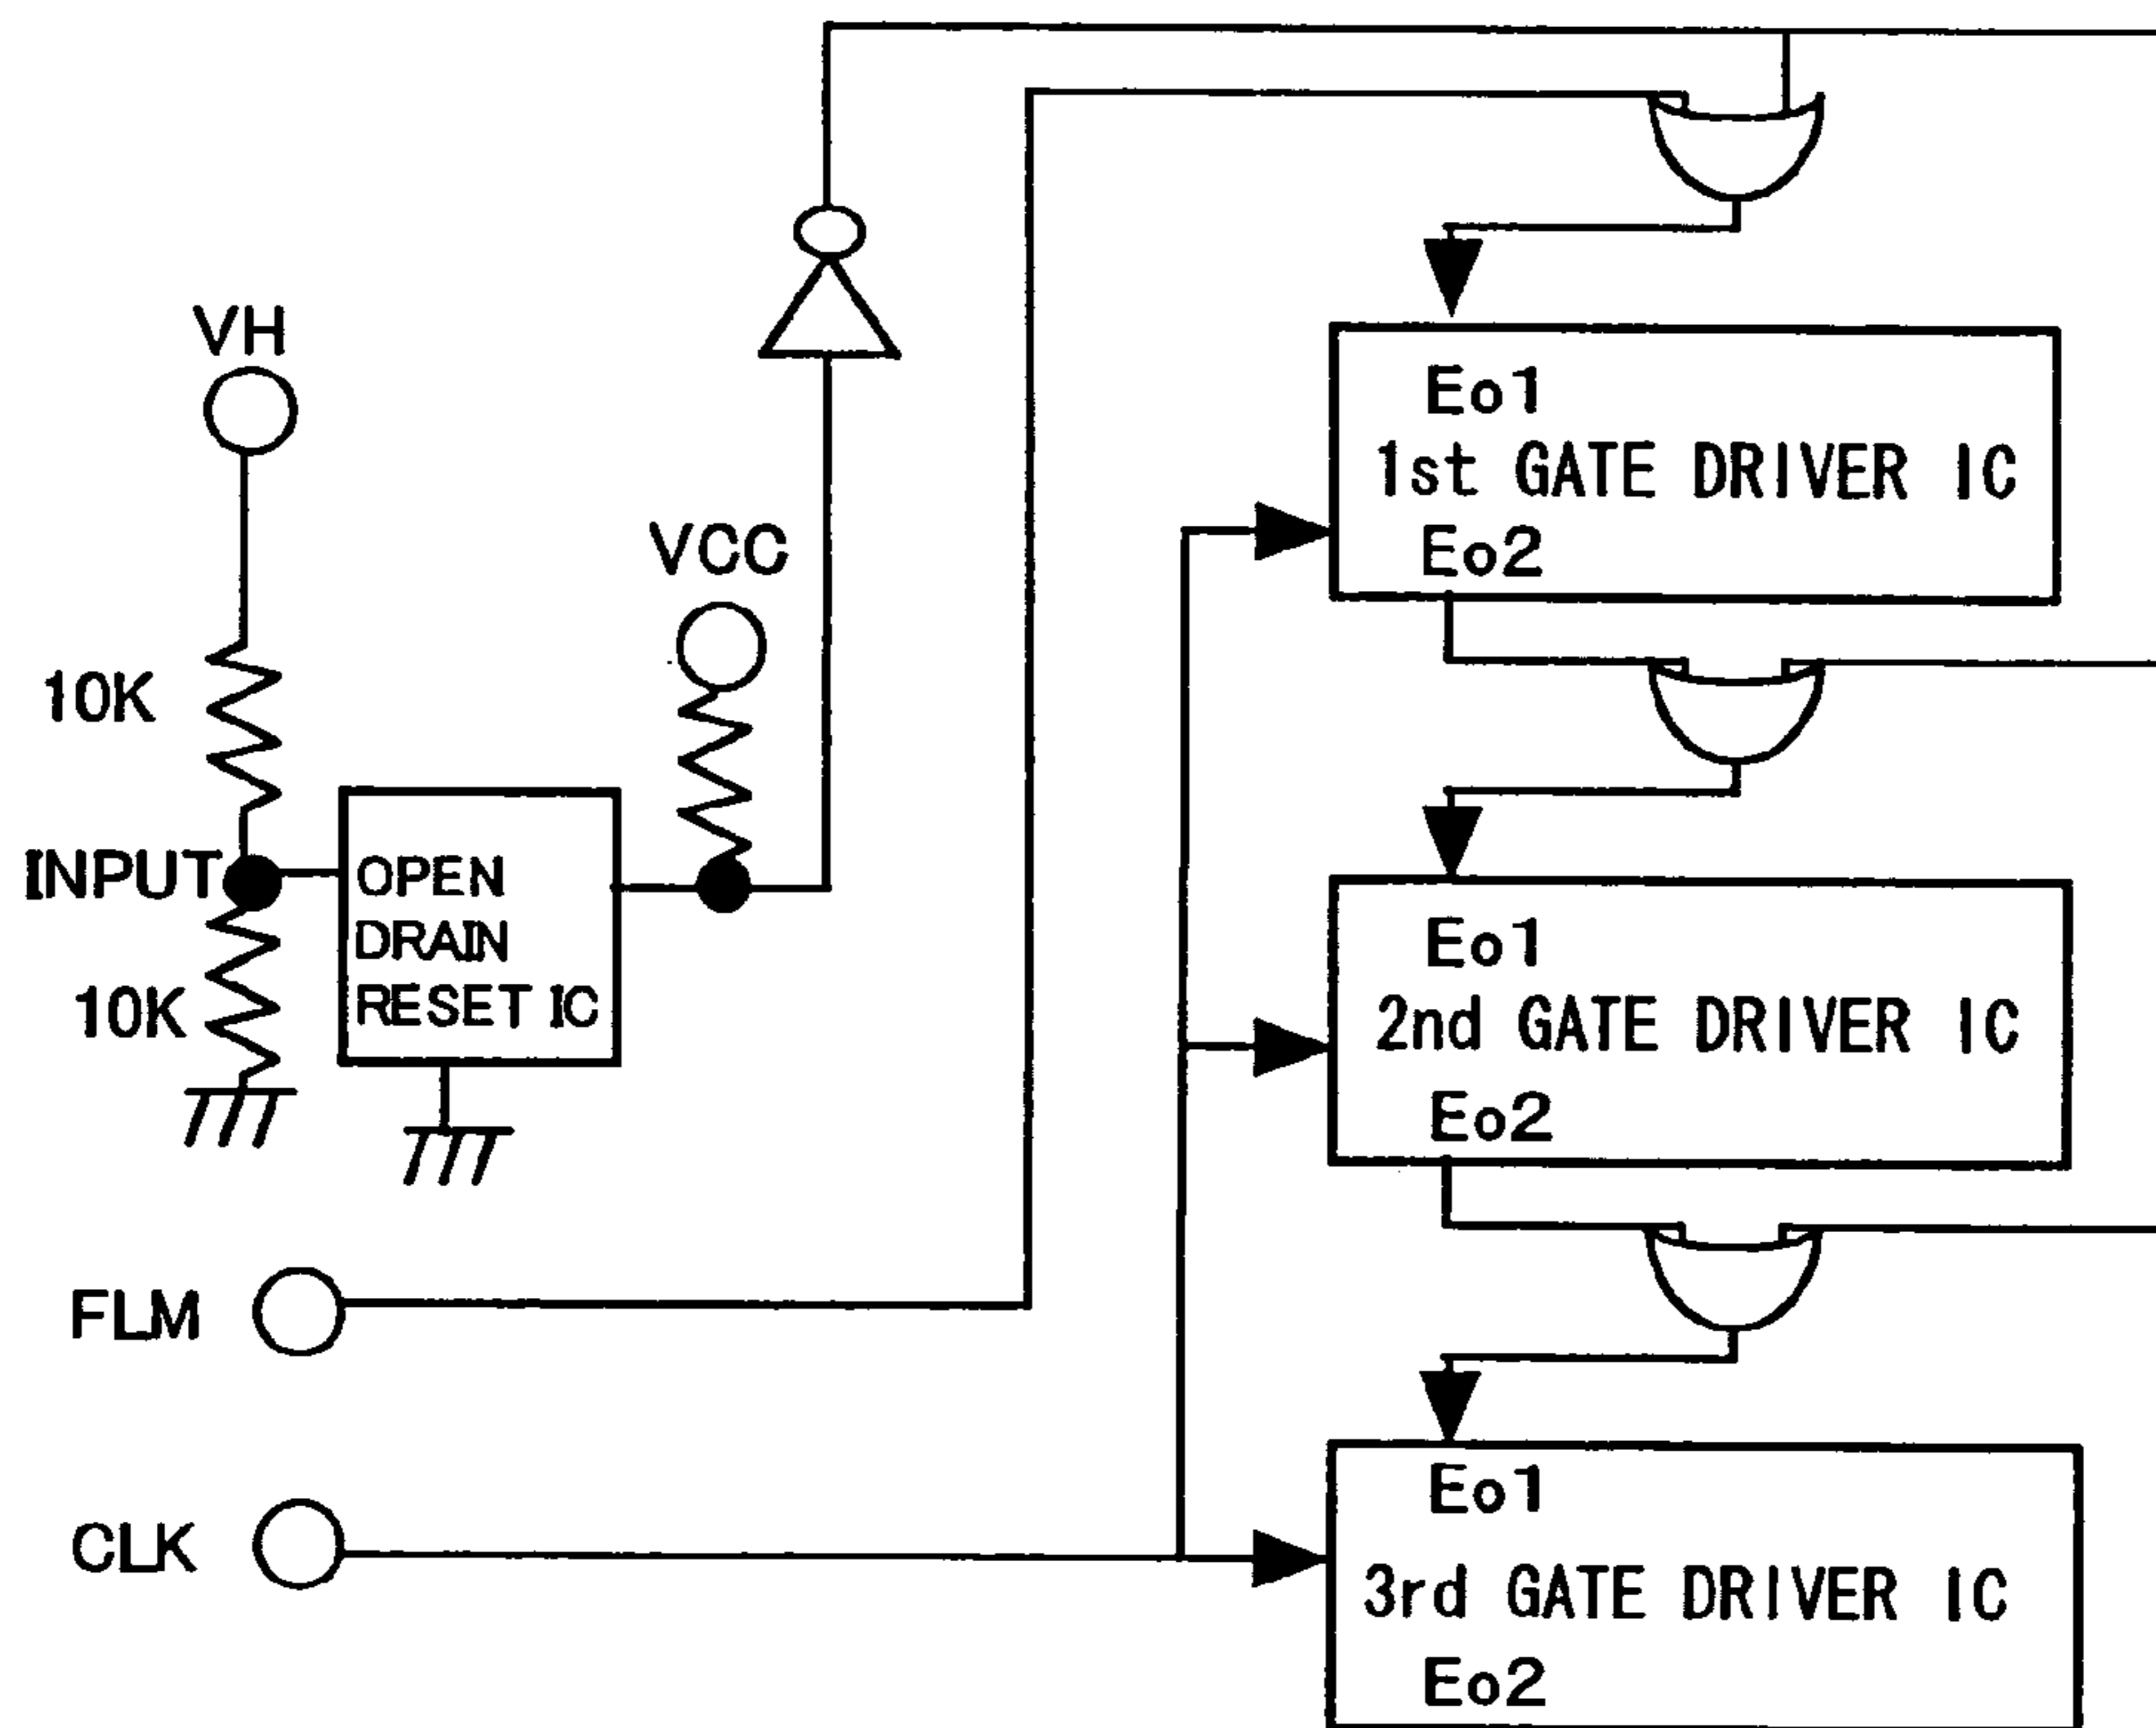 VH
10K
INPUT
10K
OPEN
DRAIN
RESET IC
VCC
FLM
CLK
Eo1
1st GATE DRIVER IC
Eo2
Eo1
2nd GATE DRIVER IC
Eo2
Eo1
3rd GATE DRIVER IC
Eo2